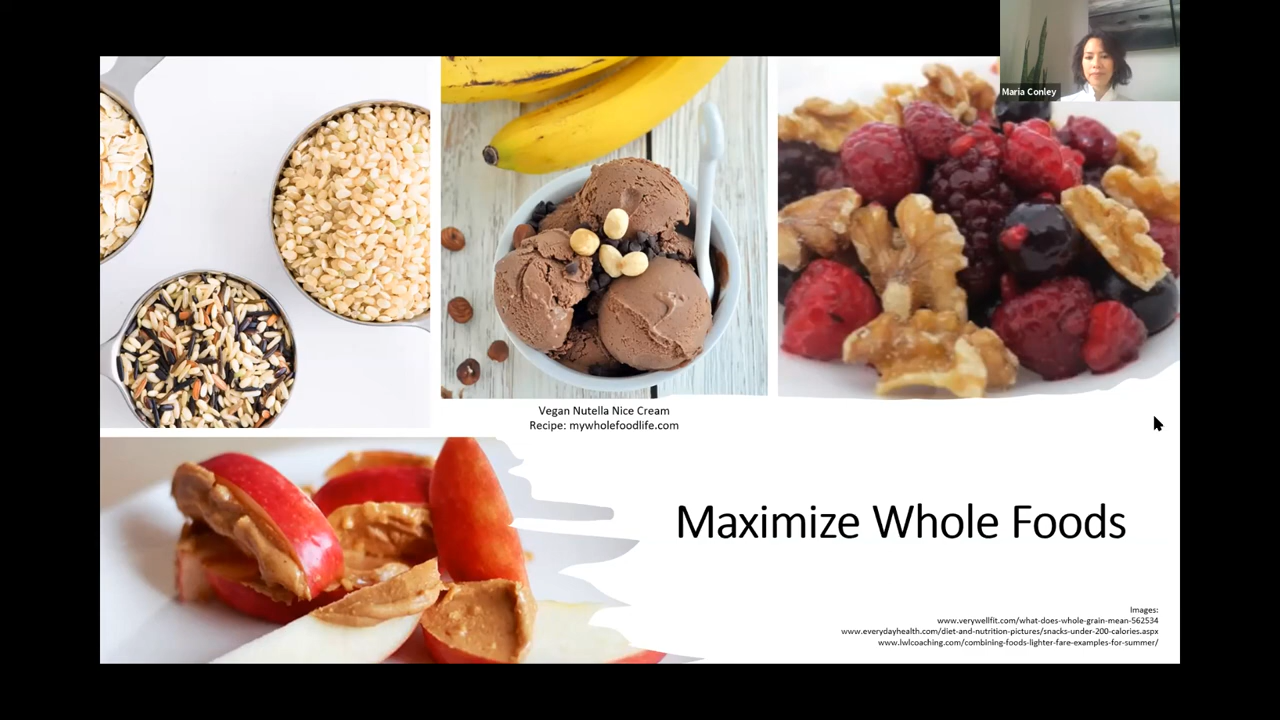 Maria Conley
Vegan Nutella Nice Cream
Recipe: mywholefoodlife.com
Maximize Whole Foods
Images:
www.verywellfit.com/what-does-whole-grain-mean-562534
www.everydayhealth.com/diet-and-nutrition-pictures/snacks-under-200-calories.aspx
www.lwlcoaching.com/combining-foods-lighter-fare-examples-for-summer/